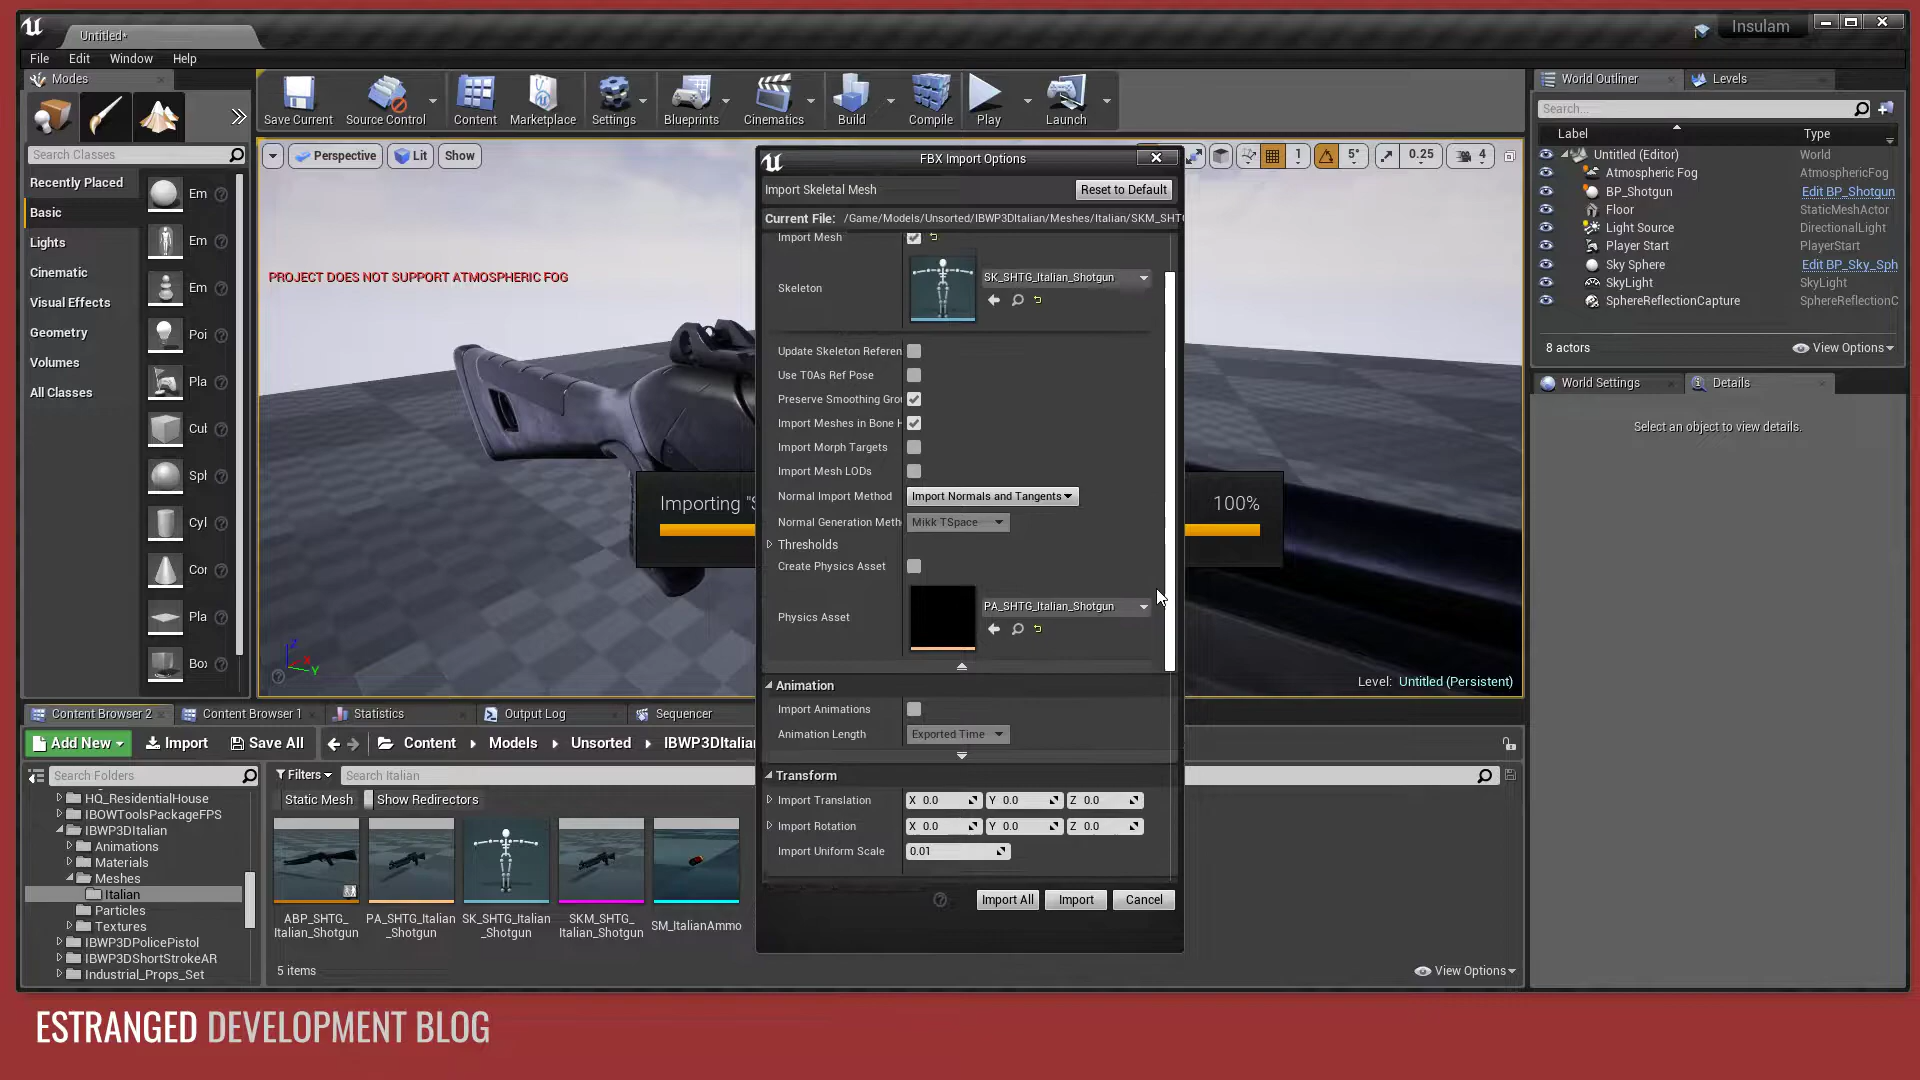 Untitled*
Insulam
File Edit Window Help
Modes
Save Current Source Control Content Marketplace Settings Blueprints Cinematics Build Compile Play Launch
World Outliner Levels
Search...
Label Type
Search Classes
Perspective Lit Show
1 5° 0.25 4
Recently Placed
Basic
Lights
Cinematic
Visual Effects
Geometry
Volumes
All Classes
Em
Em
Em
Poi
Pla
Cul
Spl
Cyl
Cor
Pla
Box
PROJECT DOES NOT SUPPORT ATMOSPHERIC FOG
Importing "S
100%
Level: Untitled (Persistent)
FBX Import Options
Import Skeletal Mesh Reset to Default
Current File: /Game/Models/Unsorted/IBWP3DItalian/Meshes/Italian/SKM_SHTG
Import Mesh
Skeleton SK_SHTG_Italian_Shotgun
Update Skeleton Referen
Use T0As Ref Pose
Preserve Smoothing Gro
Import Meshes in Bone H
Import Morph Targets
Import Mesh LODs
Normal Import Method Import Normals and Tangents
Normal Generation Meth Mikk TSpace
Thresholds
Create Physics Asset
Physics Asset PA_SHTG_Italian_Shotgun
Animation
Import Animations
Animation Length Exported Time
Transform
Import Translation X 0.0 Y 0.0 Z 0.0
Import Rotation X 0.0 Y 0.0 Z 0.0
Import Uniform Scale 0.01
Import All Import Cancel
Untitled (Editor) World
Atmospheric Fog AtmosphericFog
BP_Shotgun Edit BP_Shotgun
Floor StaticMeshActor
Light Source DirectionalLight
Player Start PlayerStart
Sky Sphere Edit BP_Sky_Sph
SkyLight SkyLight
SphereReflectionCapture SphereReflectionC
8 actors View Options
World Settings Details
Select an object to view details.
Content Browser 2 Content Browser 1 Statistics Output Log Sequencer
Add New Import Save All Content Models Unsorted IBWP3DItalian
Search Folders
Filters Search Italian
Static Mesh Show Redirectors
HQ_ResidentialHouse
IBOWToolsPackageFPS
IBWP3DItalian
Animations
Materials
Meshes
Italian
Particles
Textures
IBWP3DPolicePistol
IBWP3DShortStrokeAR
Industrial_Props_Set
ABP_SHTG_
Italian_Shotgun
PA_SHTG_Italian
_Shotgun
SK_SHTG_Italian
_Shotgun
SKM_SHTG_
Italian_Shotgun
SM_ItalianAmmo
5 items View Options
ESTRANGED DEVELOPMENT BLOG